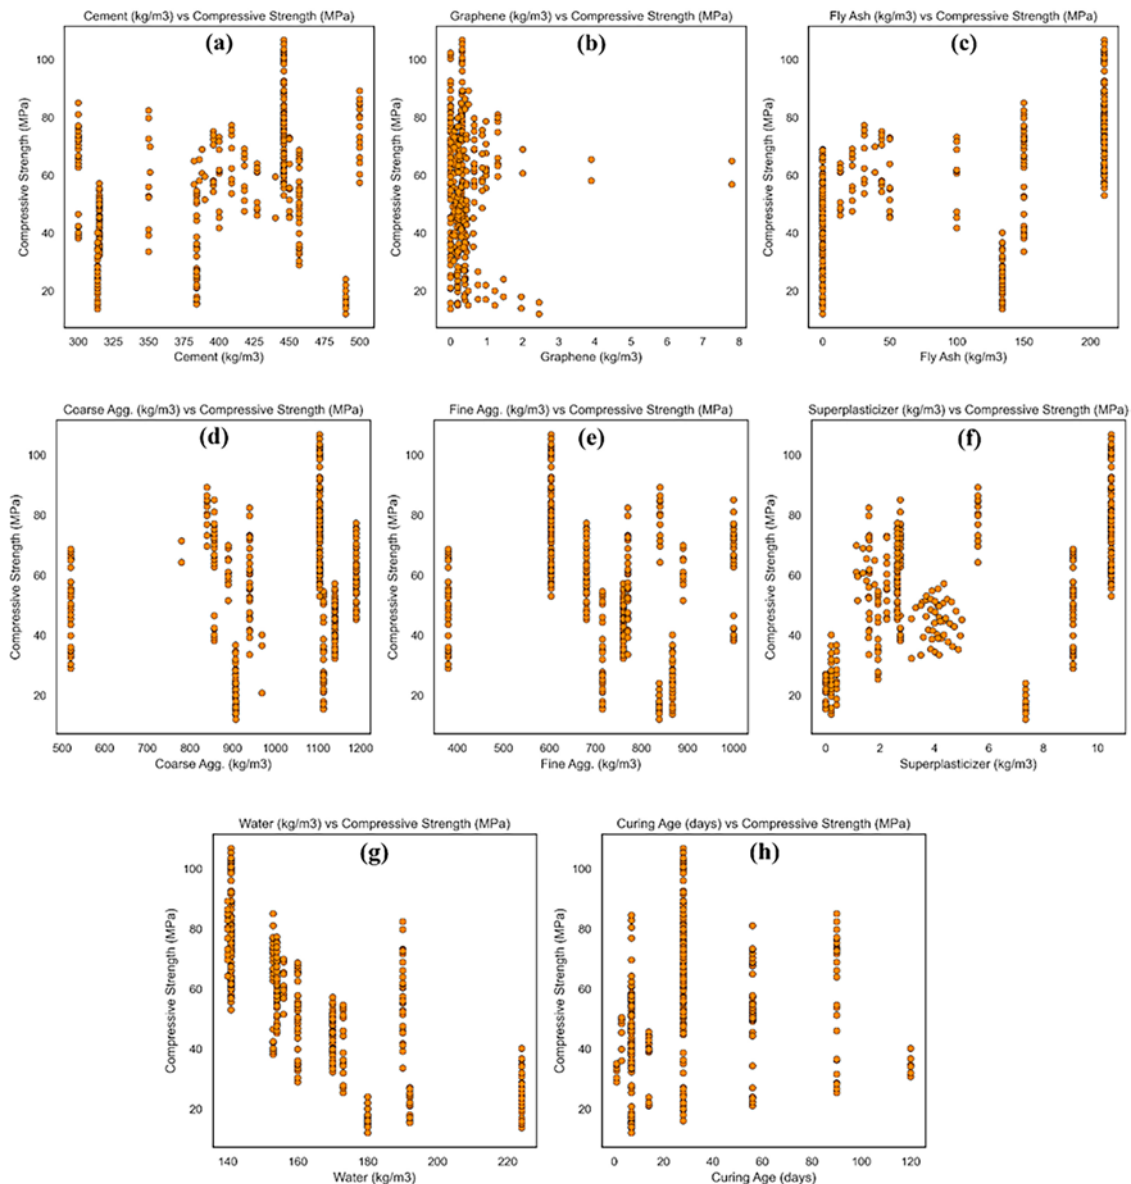 Cement (kg/m3) vs Compressive Strength (MPa)
(a)
Compressive Strength (MPa)
100
80
60
40
20
300 325 350 375 400 425 450 475 500
Cement (kg/m3)
Graphene (kg/m3) vs Compressive Strength (MPa)
(b)
Compressive Strength (MPa)
100
80
60
40
20
0 1 2 3 4 5 6 7 8
Graphene (kg/m3)
Fly Ash (kg/m3) vs Compressive Strength (MPa)
(c)
Compressive Strength (MPa)
100
80
60
40
20
0 50 100 150 200
Fly Ash (kg/m3)
Coarse Agg. (kg/m3) vs Compressive Strength (MPa)
(d)
Compressive Strength (MPa)
100
80
60
40
20
500 600 700 800 900 1000 1100 1200
Coarse Agg. (kg/m3)
Fine Agg. (kg/m3) vs Compressive Strength (MPa)
(e)
Compressive Strength (MPa)
100
80
60
40
20
400 500 600 700 800 900 1000
Fine Agg. (kg/m3)
Superplasticizer (kg/m3) vs Compressive Strength (MPa)
(f)
Compressive Strength (MPa)
100
80
60
40
20
0 2 4 6 8 10
Superplasticizer (kg/m3)
Water (kg/m3) vs Compressive Strength (MPa)
(g)
Compressive Strength (MPa)
100
80
60
40
20
140 160 180 200 220
Water (kg/m3)
Curing Age (days) vs Compressive Strength (MPa)
(h)
Compressive Strength (MPa)
100
80
60
40
20
0 20 40 60 80 100 120
Curing Age (days)